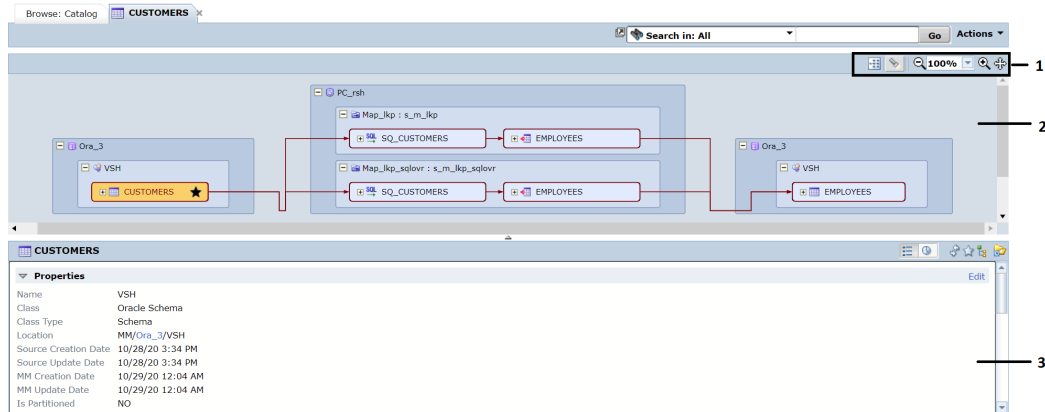 Browse: Catalog CUSTOMERS
Search in: All Go Actions
100% 1
PC_rsh
Map_lkp : s_m_lkp
2
SQL SQ_CUSTOMERS EMPLOYEES
Ora_3 Ora_3
VSH Map_lkp_sqlovr : s_m_lkp_sqlovr VSH
CUSTOMERS SQL SQ_CUSTOMERS EMPLOYEES EMPLOYEES
CUSTOMERS
Properties Edit
Name VSH
Class Oracle Schema
Class Type Schema
Location MM/Ora_3/VSH
Source Creation Date 10/28/20 3:34 PM
Source Update Date 10/28/20 3:34 PM
3
MM Creation Date 10/29/20 12:04 AM
MM Update Date 10/29/20 12:04 AM
Is Partitioned NO